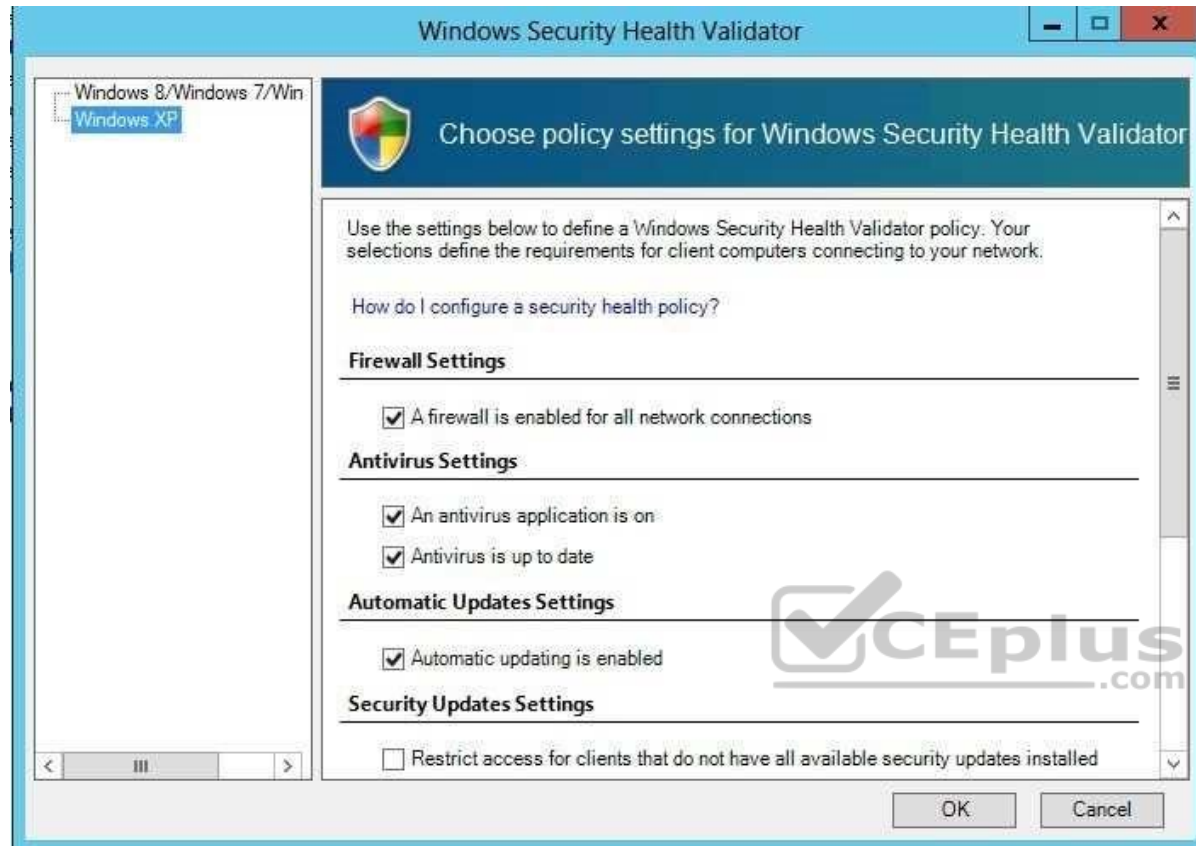 Windows Security Health Validator
Windows 8/Windows 7/Win
Windows XP
Choose policy settings for Windows Security Health Validator
Use the settings below to define a Windows Security Health Validator policy. Your
selections define the requirements for client computers connecting to your network.
How do I configure a security health policy?
Firewall Settings
A firewall is enabled for all network connections
Antivirus Settings
An antivirus application is on
Antivirus is up to date
Automatic Updates Settings
Automatic updating is enabled
Security Updates Settings
Restrict access for clients that do not have all available security updates installed
OK
Cancel
VCEplus
.com